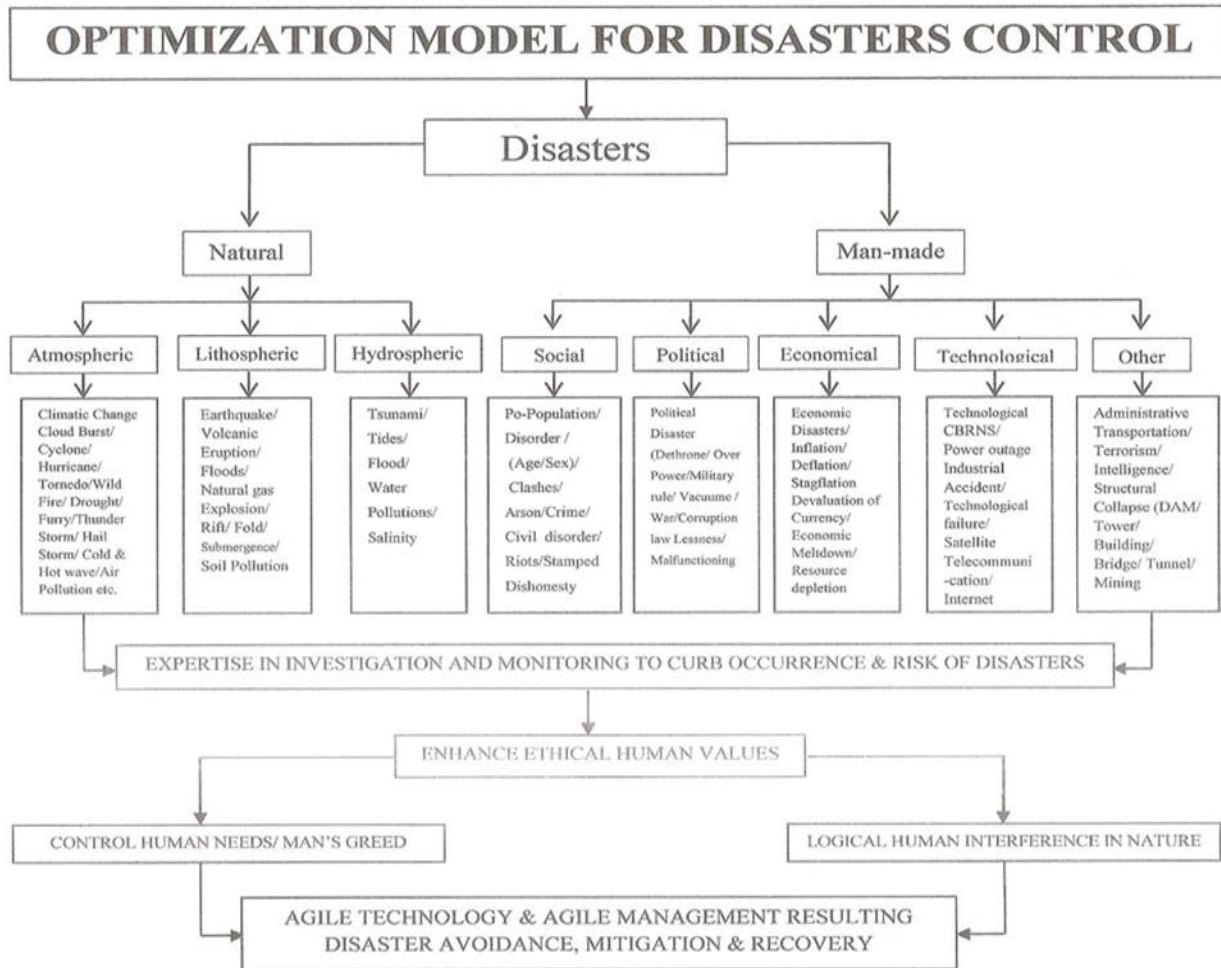 OPTIMIZATION MODEL FOR DISASTERS CONTROL
Disasters
Natural
Man-made
Atmospheric
Lithospheric
Hydrospheric
Social
Political
Economical
Technological
Other
Climatic Change
Cloud Burst/
Cyclone/
Hurricane/
Tornedo/Wild
Fire/ Drought/
Furry/Thunder
Storm/ Hail
Storm/ Cold &
Hot wave/Air
Pollution etc.
Earthquake/
Volcanic
Eruption/
Floods/
Natural gas
Explosion/
Rift/ Fold/
Submergence/
Soil Pollution
Tsunami/
Tides/
Flood/
Water
Pollutions/
Salinity
Po-Population/
Disorder /
(Age/Sex)/
Clashes/
Arson/Crime/
Civil disorder/
Riots/Stamped
Dishonesty
Political
Disaster
(Dethrone/ Over
Power/Military
rule/ Vacuume /
War/Corruption
law Lessness/
Malfunctioning
Economic
Disasters/
Inflation/
Deflation/
Stagflation
Devaluation of
Currency/
Economic
Meltdown/
Resource
depletion
Technological
CBRNS/
Power outage
Industrial
Accident/
Technological
failure/
Satellite
Telecommuni
-cation/
Internet
Administrative
Transportation/
Terrorism/
Intelligence/
Structural
Collapse (DAM/
Tower/
Building/
Bridge/ Tunnel/
Mining
EXPERTISE IN INVESTIGATION AND MONITORING TO CURB OCCURRENCE & RISK OF DISASTERS
ENHANCE ETHICAL HUMAN VALUES
CONTROL HUMAN NEEDS/ MAN'S GREED
LOGICAL HUMAN INTERFERENCE IN NATURE
AGILE TECHNOLOGY & AGILE MANAGEMENT RESULTING
DISASTER AVOIDANCE, MITIGATION & RECOVERY